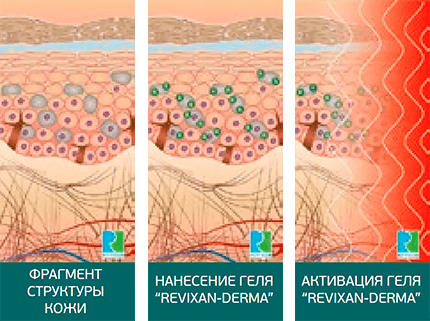 ФРАГМЕНТ
СТРУКТУРЫ
КОЖИ
НАНЕСЕНИЕ ГЕЛЯ
“REVIXAN-DERMA”
АКТИВАЦИЯ ГЕЛЯ
“REVIXAN-DERMA”